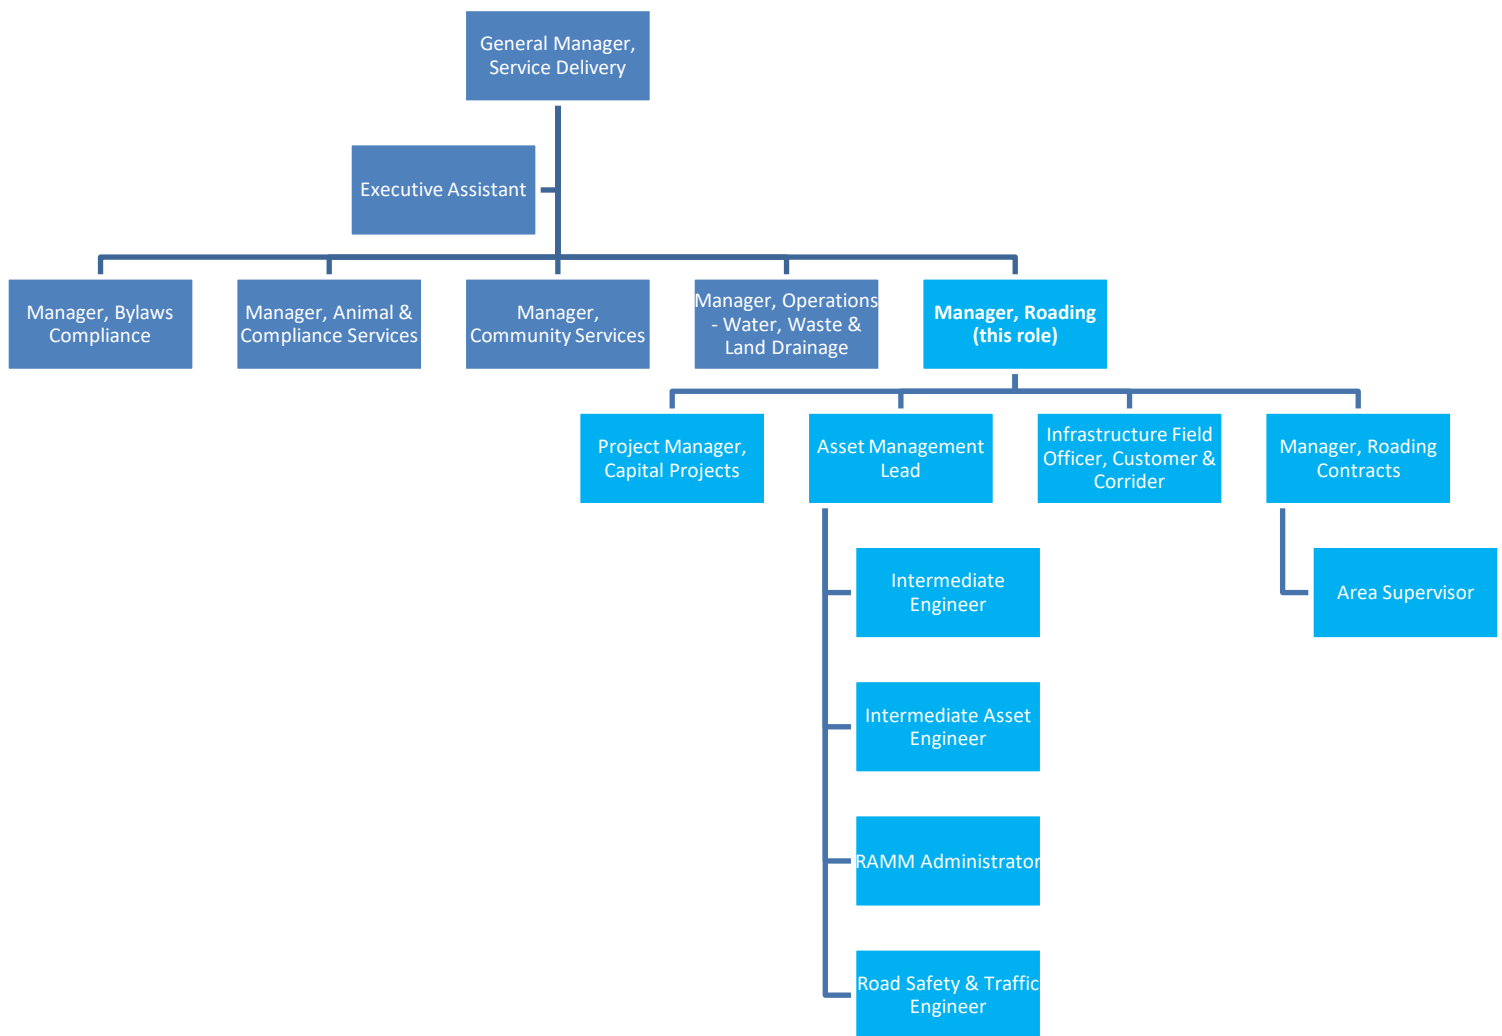 General Manager,
Service Delivery
Executive Assistant
Manager, Bylaws
Compliance
Manager, Animal &
Compliance Services
Manager,
Community Services
Manager, Operations
- Water, Waste &
Land Drainage
Manager, Roading
(this role)
Project Manager,
Capital Projects
Asset Management
Lead
Infrastructure Field
Officer, Customer &
Corrider
Manager, Roading
Contracts
Intermediate
Engineer
Area Supervisor
Intermediate Asset
Engineer
RAMM Administrator
Road Safety & Traffic
Engineer